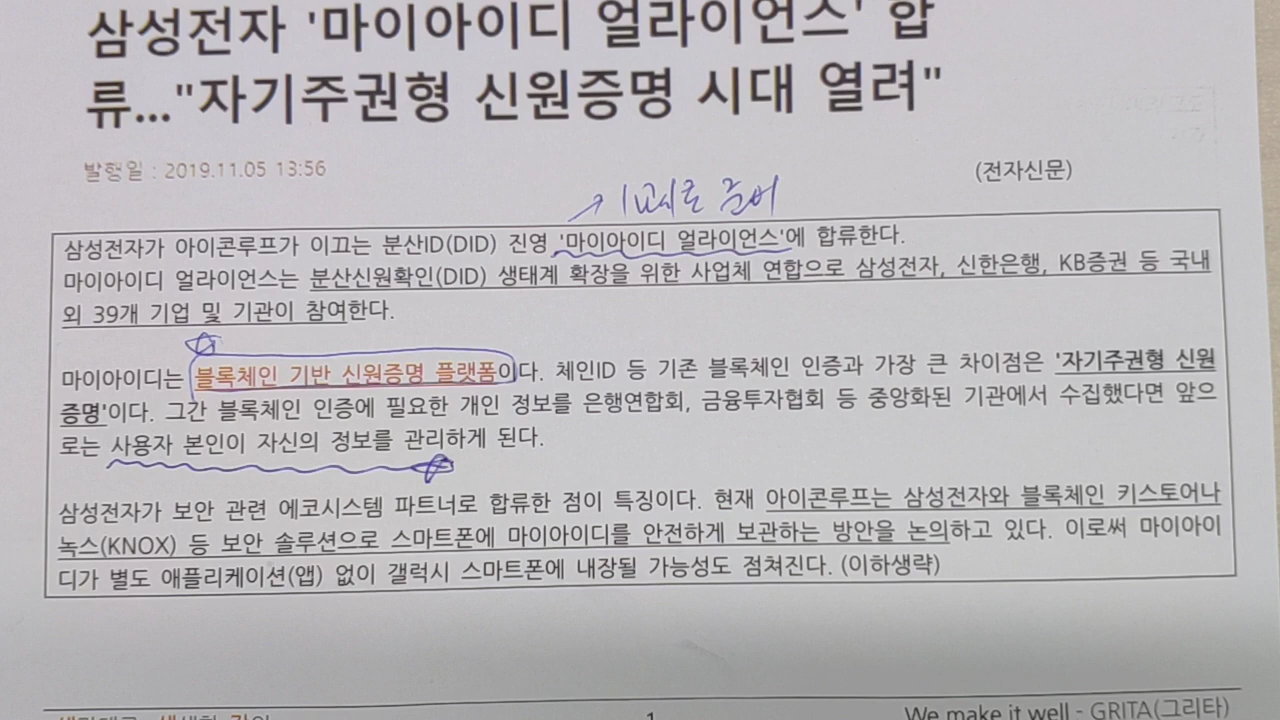 삼성전자 '마이아이디 얼라이언스' 합
류..."자기주권형 신원증명 시대 열려"
발행일 : 2019.11.05 13:56
(전자신문)
삼성전자가 아이콘루프가 이끄는 분산ID(DID) 진영 '마이아이디 얼라이언스'에 합류한다.
마이아이디 얼라이언스는 분산신원확인(DID) 생태계 확장을 위한 사업체 연합으로 삼성전자, 신한은행, KB증권 등 국내
외 39개 기업 및 기관이 참여한다.
마이아이디는 블록체인 기반 신원증명 플랫폼이다. 체인ID 등 기존 블록체인 인증과 가장 큰 차이점은 '자기주권형 신원
증명'이다. 그간 블록체인 인증에 필요한 개인 정보를 은행연합회, 금융투자협회 등 중앙화된 기관에서 수집했다면 앞으
로는 사용자 본인이 자신의 정보를 관리하게 된다.
삼성전자가 보안 관련 에코시스템 파트너로 합류한 점이 특징이다. 현재 아이콘루프는 삼성전자와 블록체인 키스토어나
녹스(KNOX) 등 보안 솔루션으로 스마트폰에 마이아이디를 안전하게 보관하는 방안을 논의하고 있다. 이로써 마이아이
디가 별도 애플리케이션(앱) 없이 갤럭시 스마트폰에 내장될 가능성도 점쳐진다. (이하생략)
1
We make it well - GRITA(그리타)